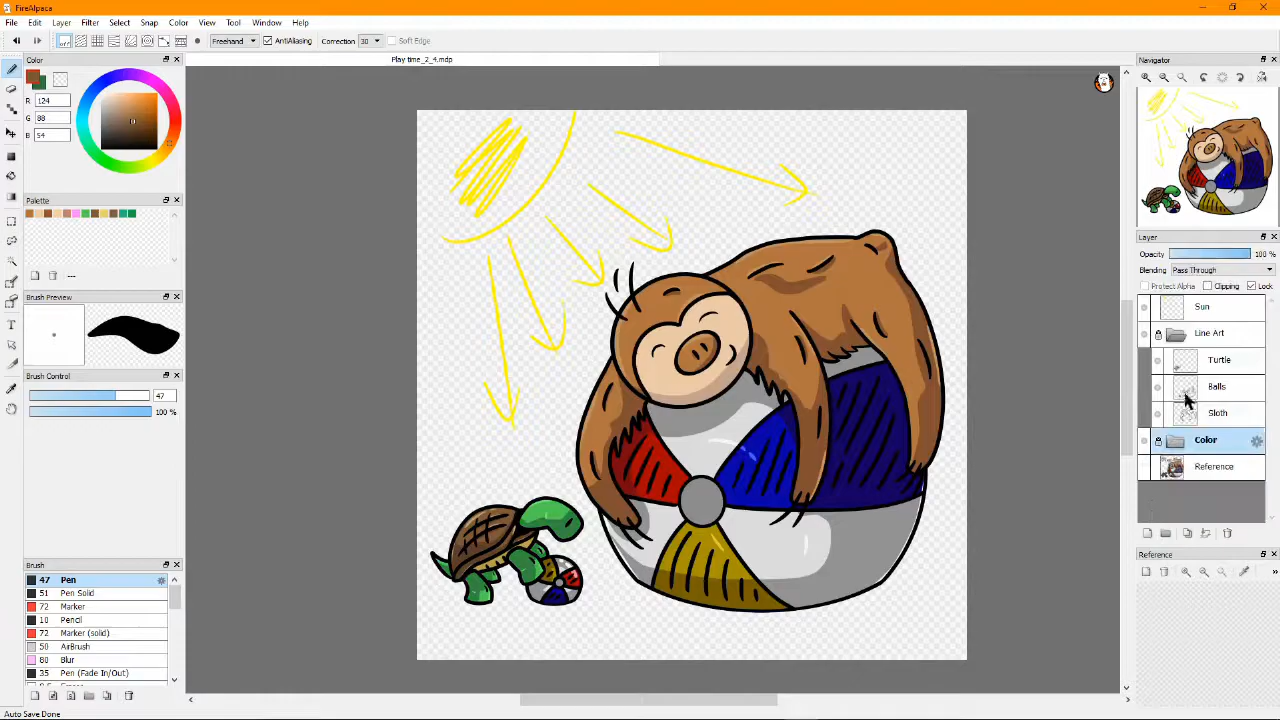 FireAlpaca
File Edit Layer Filter Select Snap Color View Tool Window Help
OFF Freehand AntiAliasing Correction 30 Soft Edge
Play time_2_4.mdp
Color
R 124
G 88
B 54
Palette
Brush Preview
Brush Control
47
100 %
Brush
47 Pen
51 Pen Solid
72 Marker
10 Pencil
72 Marker (solid)
50 AirBrush
80 Blur
35 Pen (Fade In/Out)
Auto Save Done
Navigator
Layer
Opacity 100 %
Blending Pass Through
Protect Alpha Clipping Lock
Sun
Line Art
Turtle
Balls
Sloth
Color
Reference
Reference